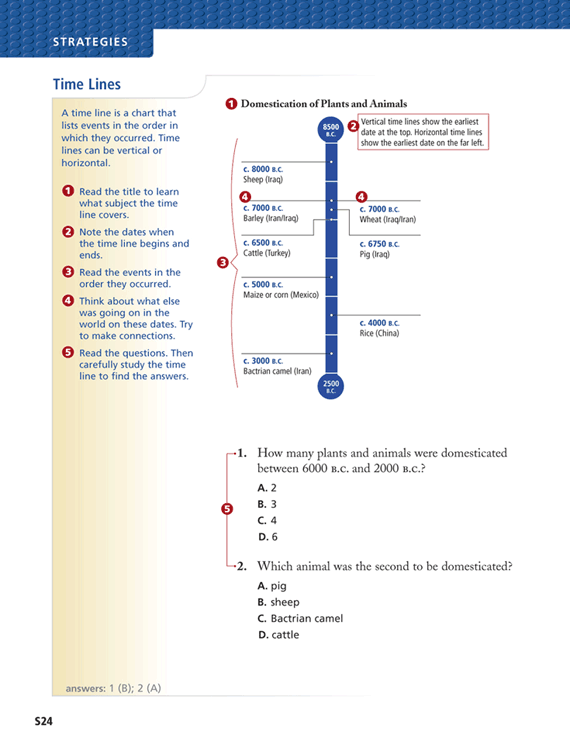 STRATEGIES
Time Lines
A time line is a chart that
lists events in the order in
which they occurred. Time
lines can be vertical or
horizontal.
1 Read the title to learn
what subject the time
line covers.
2 Note the dates when
the time line begins and
ends.
3 Read the events in the
order they occurred.
4 Think about what else
was going on in the
world on these dates. Try
to make connections.
5 Read the questions. Then
carefully study the time
line to find the answers.
1 Domestication of Plants and Animals
8500
B.C.
2 Vertical time lines show the earliest
date at the top. Horizontal time lines
show the earliest date on the far left.
c. 8000 B.C.
Sheep (Iraq)
4
c. 7000 B.C.
Barley (Iran/Iraq)
4
c. 7000 B.C.
Wheat (Iraq/Iran)
c. 6500 B.C.
Cattle (Turkey)
c. 6750 B.C.
Pig (Iraq)
3
c. 5000 B.C.
Maize or corn (Mexico)
c. 4000 B.C.
Rice (China)
c. 3000 B.C.
Bactrian camel (Iran)
2500
B.C.
1. How many plants and animals were domesticated
between 6000 B.C. and 2000 B.C.?
A. 2
B. 3
C. 4
D. 6
5
2. Which animal was the second to be domesticated?
A. pig
B. sheep
C. Bactrian camel
D. cattle
answers: 1 (B); 2 (A)
S24